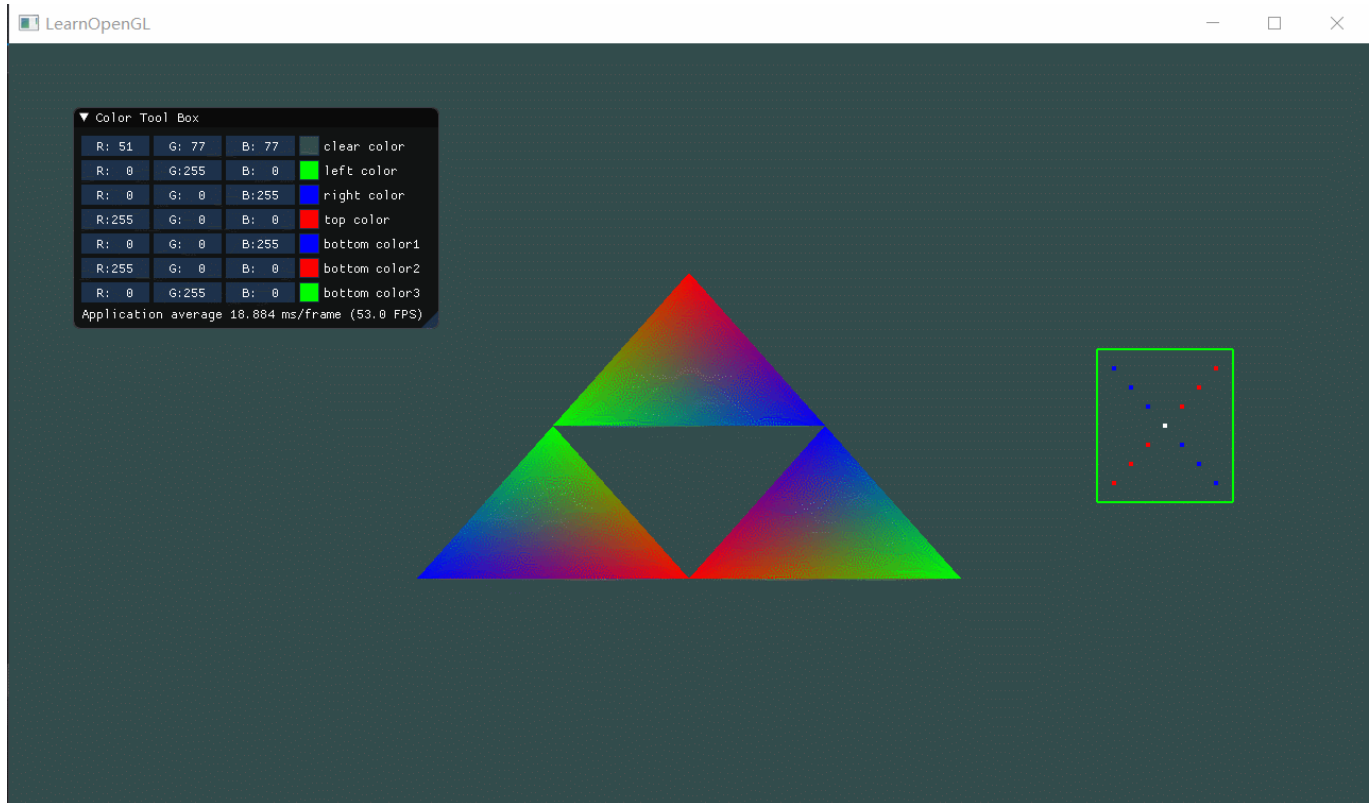 LearnOpenGL
Color Tool Box
R: 51 G: 77 B: 77 clear color
R: 0 G:255 B: 0 left color
R: 0 G: 0 B:255 right color
R:255 G: 0 B: 0 top color
R: 0 G: 0 B:255 bottom color1
R:255 G: 0 B: 0 bottom color2
R: 0 G:255 B: 0 bottom color3
Application average 18.884 ms/frame (53.0 FPS)